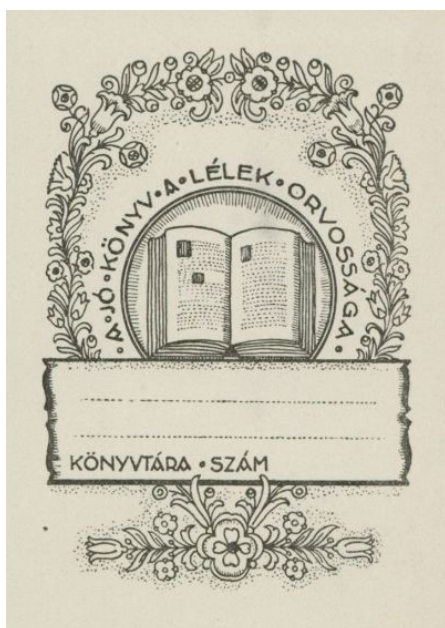 • A • JÓ • KÖNYV • A • LÉLEK • ORVOSSÁGA •
KÖNYVTÁRA • SZÁM